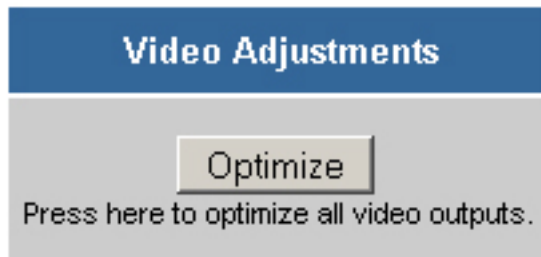 Video Adjustments
Optimize
Press here to optimize all video outputs.